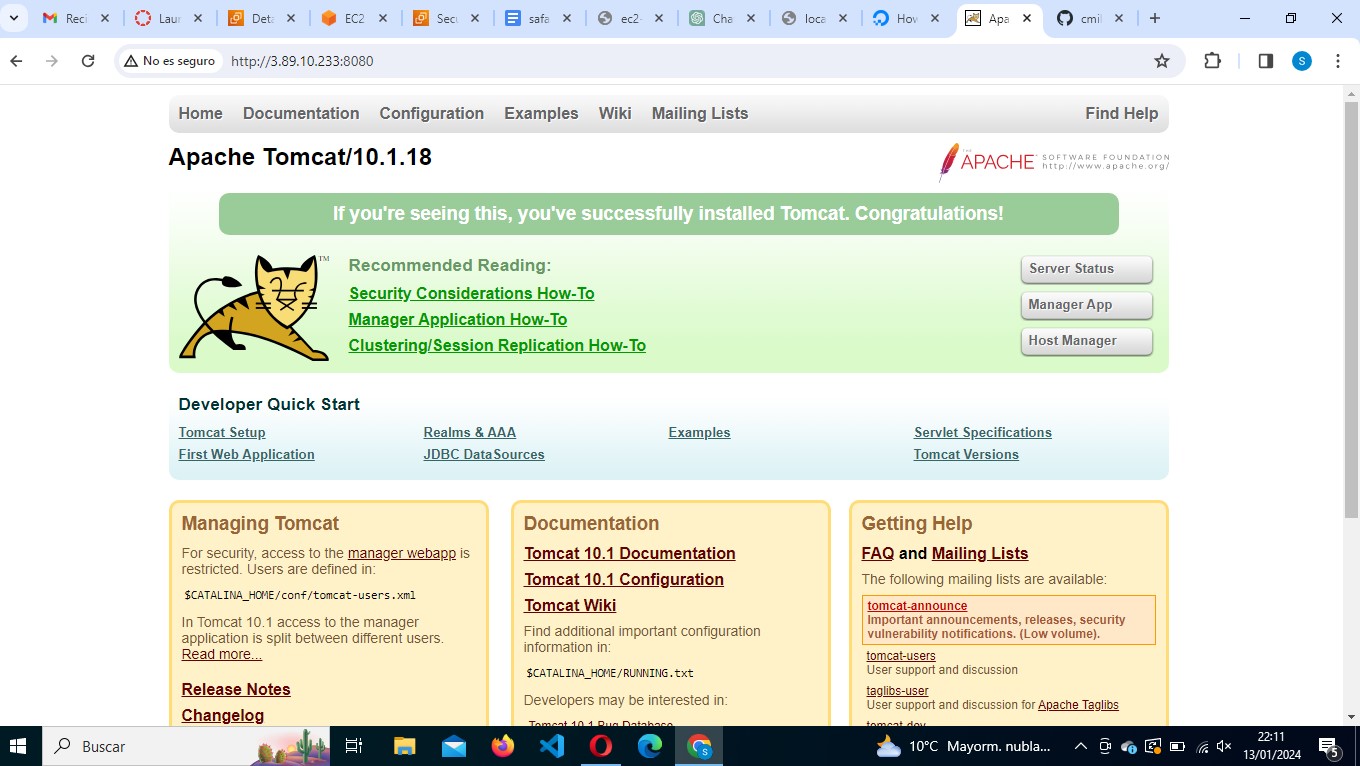 Reci
Laur
Deta
EC2
Secu
safa
ec2-
Cha
loca
How
Apa
cmil
No es seguro
http://3.89.10.233:8080
S
Home Documentation Configuration Examples Wiki Mailing Lists Find Help
Apache Tomcat/10.1.18
THE APACHE SOFTWARE FOUNDATION
http://www.apache.org/
If you're seeing this, you've successfully installed Tomcat. Congratulations!
TM
Recommended Reading:
Security Considerations How-To
Manager Application How-To
Clustering/Session Replication How-To
Server Status
Manager App
Host Manager
Developer Quick Start
Tomcat Setup
First Web Application
Realms & AAA
JDBC DataSources
Examples
Servlet Specifications
Tomcat Versions
Managing Tomcat
For security, access to the manager webapp is
restricted. Users are defined in:
$CATALINA_HOME/conf/tomcat-users.xml
In Tomcat 10.1 access to the manager
application is split between different users.
Read more...
Release Notes
Changelog
Documentation
Tomcat 10.1 Documentation
Tomcat 10.1 Configuration
Tomcat Wiki
Find additional important configuration
information in:
$CATALINA_HOME/RUNNING.txt
Developers may be interested in:
Tomcat 10.1 Bug Database
Getting Help
FAQ and Mailing Lists
The following mailing lists are available:
tomcat-announce
Important announcements, releases, security
vulnerability notifications. (Low volume).
tomcat-users
User support and discussion
taglibs-user
User support and discussion for Apache Taglibs
tomcat-dev
Buscar
S
10°C Mayorm. nubla...
22:11
13/01/2024
5